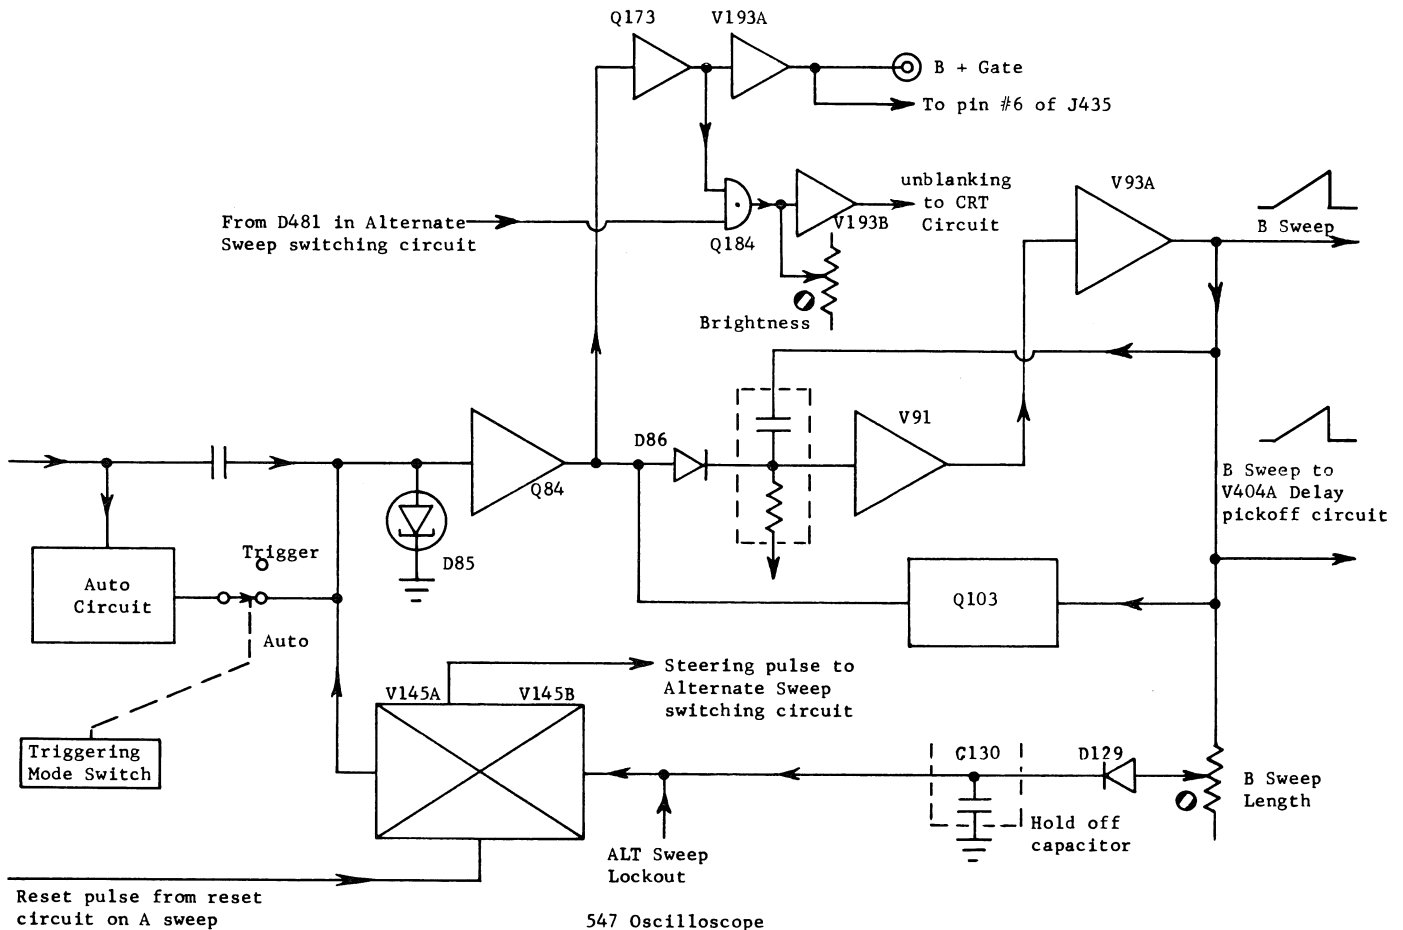 Q173
V193A
B + Gate
To pin #6 of J435
unblanking
to CRT
Circuit
V93A
From D481 in Alternate
Sweep switching circuit
Q184
V193B
B Sweep
Brightness
D86
V91
Q84
B Sweep to
V404A Delay
pickoff circuit
Trigger
D85
Auto
Circuit
Q103
Auto
Steering pulse to
Alternate Sweep
switching circuit
V145A
V145B
Triggering
Mode Switch
C130
D129
B Sweep
Length
Hold off
capacitor
ALT Sweep
Lockout
Reset pulse from reset
circuit on A sweep
547 Oscilloscope